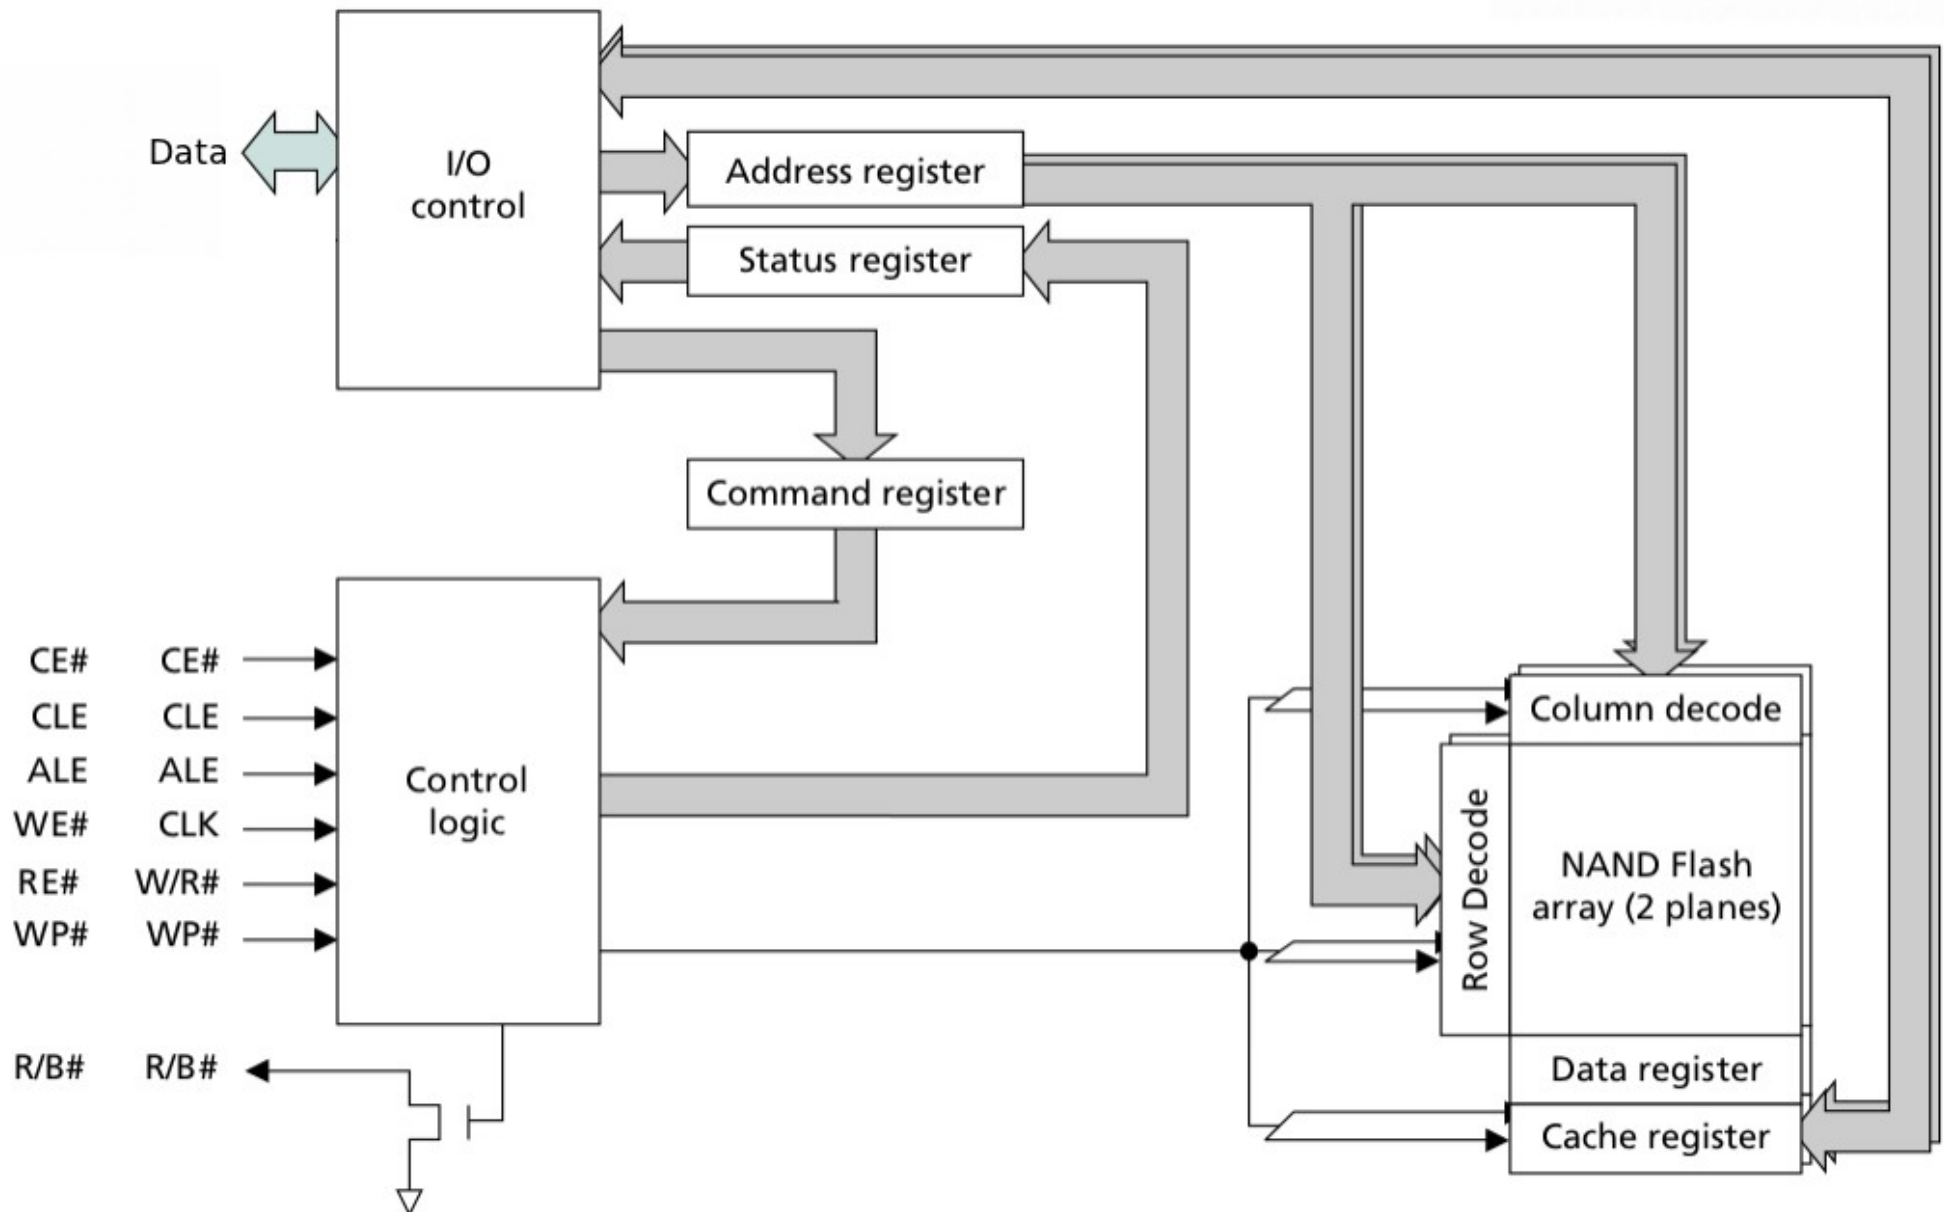 Data
I/O
control
Address register
Status register
Command register
CE# CE#
CLE CLE
ALE ALE
WE# CLK
RE# W/R#
WP# WP#
Control
logic
R/B# R/B#
Column decode
Row Decode
NAND Flash
array (2 planes)
Data register
Cache register